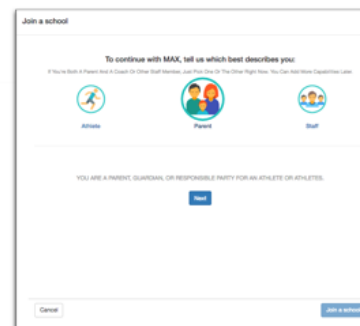 Join a school
To continue with MAX, tell us which best describes you:
If You're Both A Parent And A Coach Or Other Staff Member, Just Pick One Or The Other Right Now. You Can Add More Capabilities Later.
Athlete
Parent
Staff
YOU ARE A PARENT, GUARDIAN, OR RESPONSIBLE PARTY FOR AN ATHLETE OR ATHLETES.
Next
Cancel
Join a school